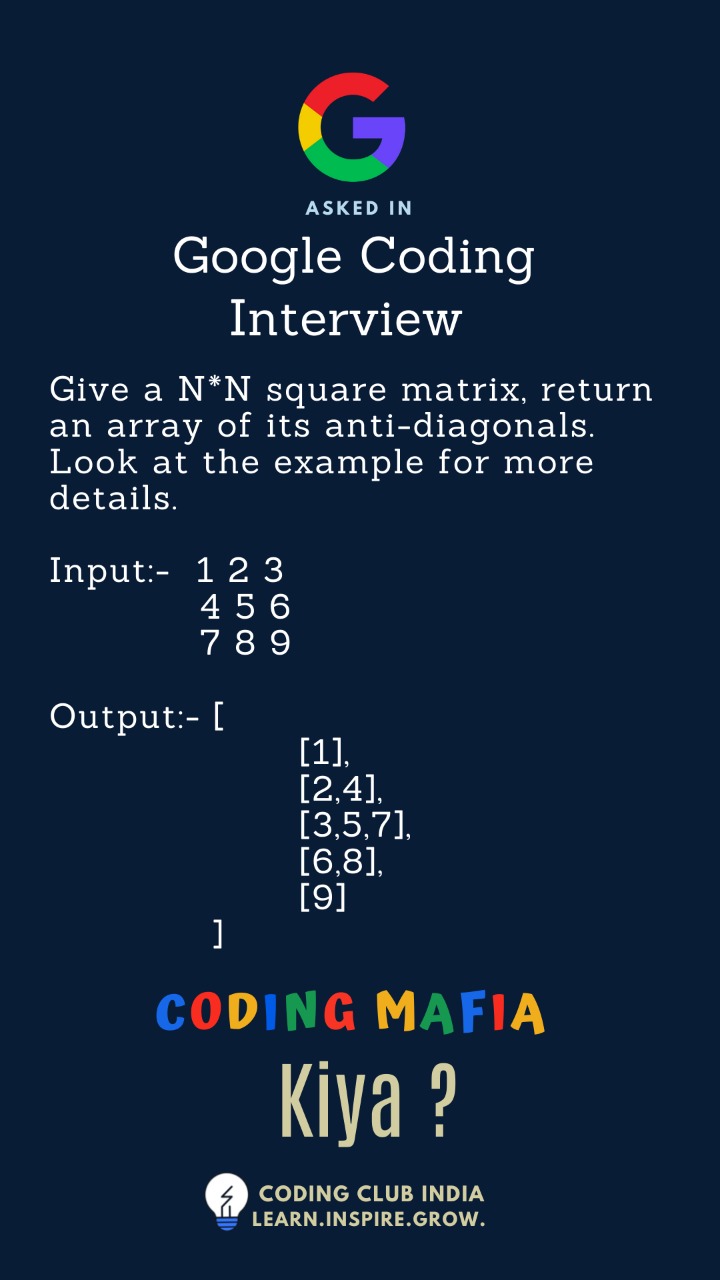 ASKED IN
Google Coding
Interview
Give a N*N square matrix, return
an array of its anti-diagonals.
Look at the example for more
details.
Input:- 1 2 3
4 5 6
7 8 9
Output:- [
[1],
[2,4],
[3,5,7],
[6,8],
[9]
]
CODING MAFIA
Kiya ?
CODING CLUB INDIA
LEARN.INSPIRE.GROW.